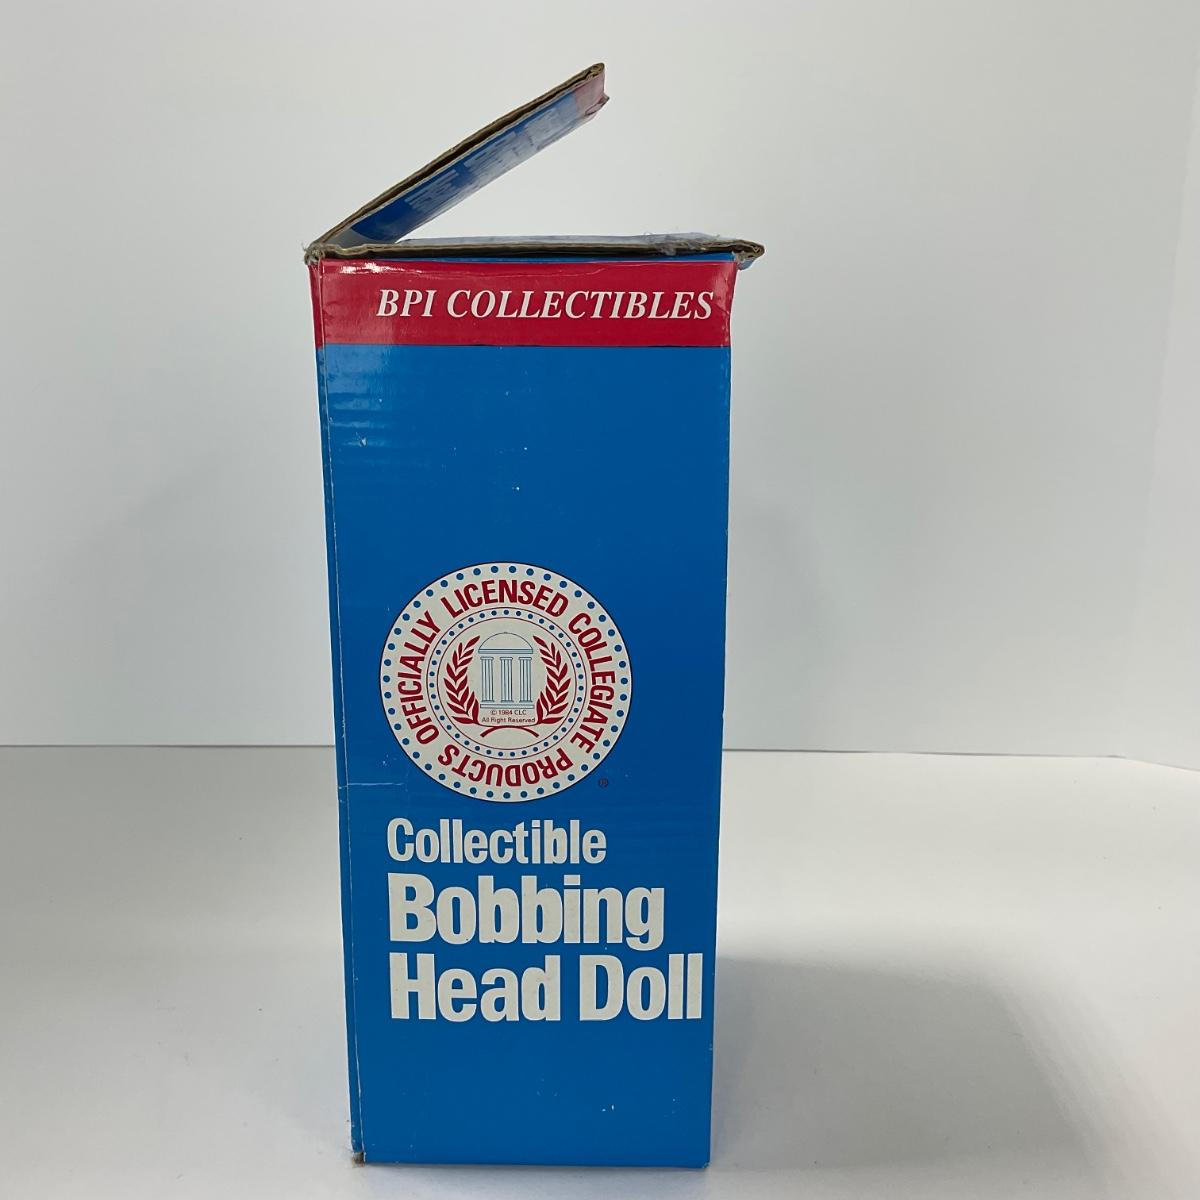 BPI COLLECTIBLES
OFFICIALLY LICENSED COLLEGIATE PRODUCTS
© 1984 CLC
All Right Reserved
®
Collectible
Bobbing
Head Doll